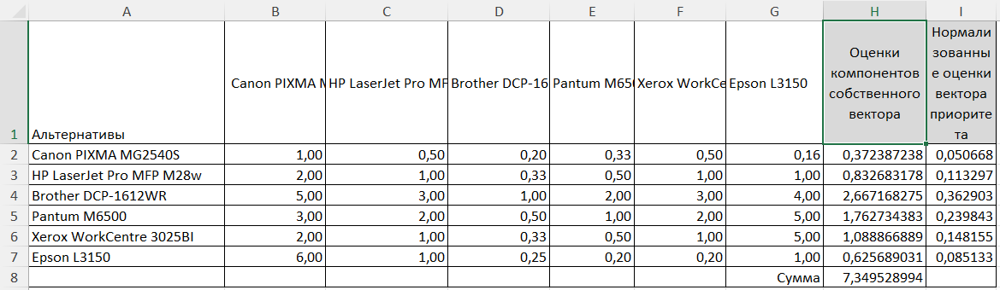 A B C D E F G H I
1 Альтернативы Canon PIXMA M HP LaserJet Pro MF Brother DCP-16 Pantum M650 Xerox WorkCe Epson L3150 Оценки компонентов собственного вектора Нормализованные оценки вектора приоритета
2 Canon PIXMA MG2540S 1,00 0,50 0,20 0,33 0,50 0,16 0,372387238 0,050668
3 HP LaserJet Pro MFP M28w 2,00 1,00 0,33 0,50 1,00 1,00 0,832683178 0,113297
4 Brother DCP-1612WR 5,00 3,00 1,00 2,00 3,00 4,00 2,667168275 0,362903
5 Pantum M6500 3,00 2,00 0,50 1,00 2,00 5,00 1,762734383 0,239843
6 Xerox WorkCentre 3025BI 2,00 1,00 0,33 0,50 1,00 5,00 1,088866889 0,148155
7 Epson L3150 6,00 1,00 0,25 0,20 0,20 1,00 0,625689031 0,085133
8 Сумма 7,349528994